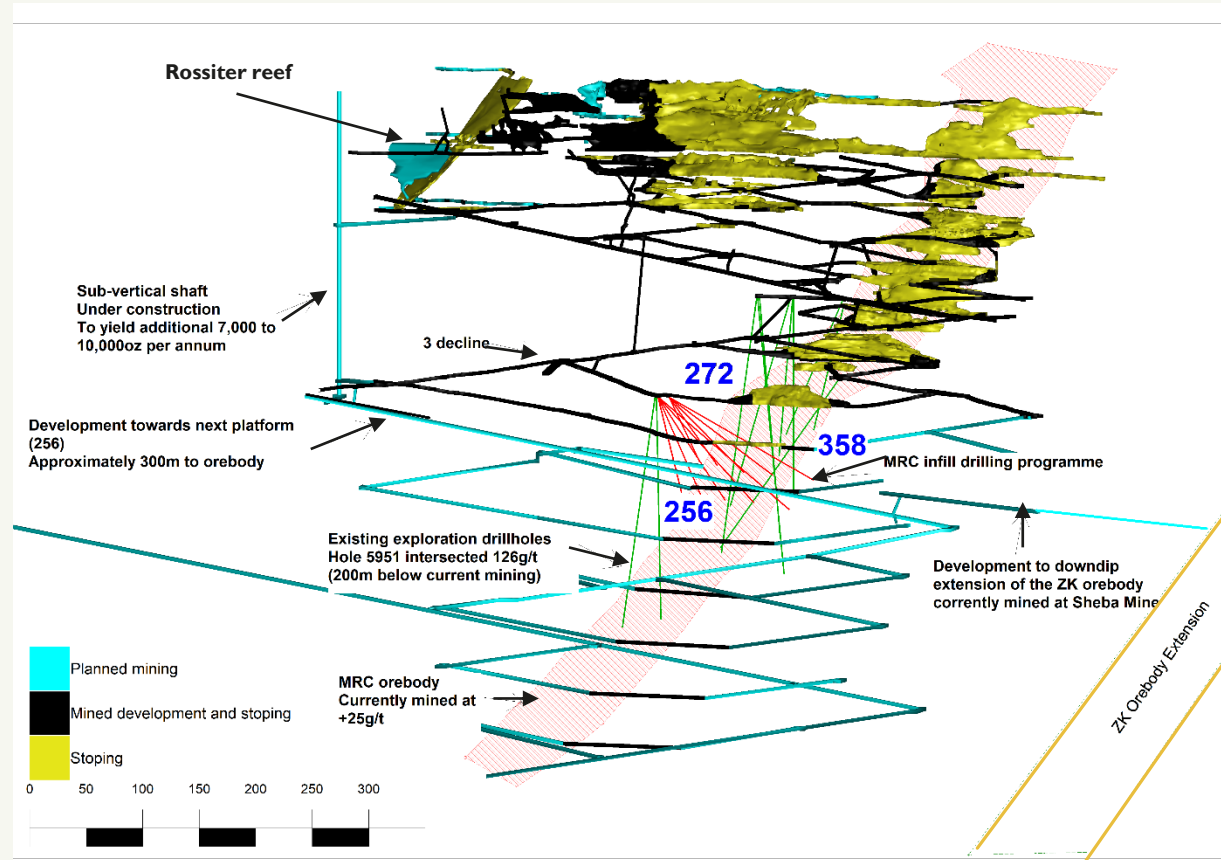 Rossiter reef
Sub-vertical shaft
Under construction
To yield additional 7,000 to
10,000oz per annum
3 decline
272
Development towards next platform
(256)
Approximately 300m to orebody
358
MRC infill drilling programme
256
Existing exploration drillholes
Hole 5951 intersected 126g/t
(200m below current mining)
Development to downdip
extension of the ZK orebody
corrently mined at Sheba Mine
ZK Orebody Extension
MRC orebody
Currently mined at
+25g/t
Planned mining
Mined development and stoping
Stoping
0 50 100 150 200 250 300